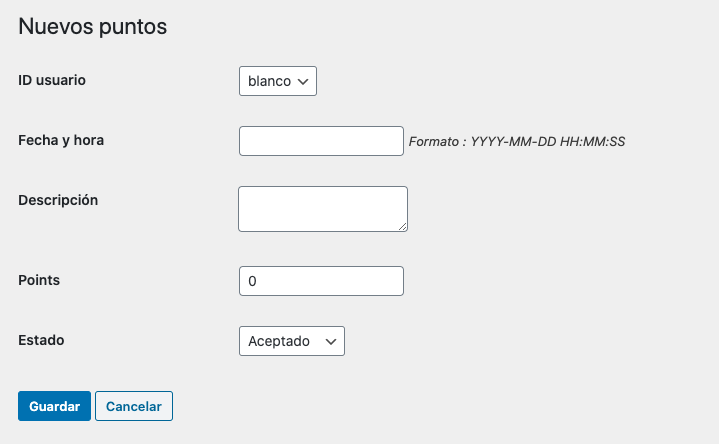 Nuevos puntos
ID usuario blanco
Fecha y hora Formato : YYYY-MM-DD HH:MM:SS
Descripción
Points 0
Estado Aceptado
Guardar Cancelar